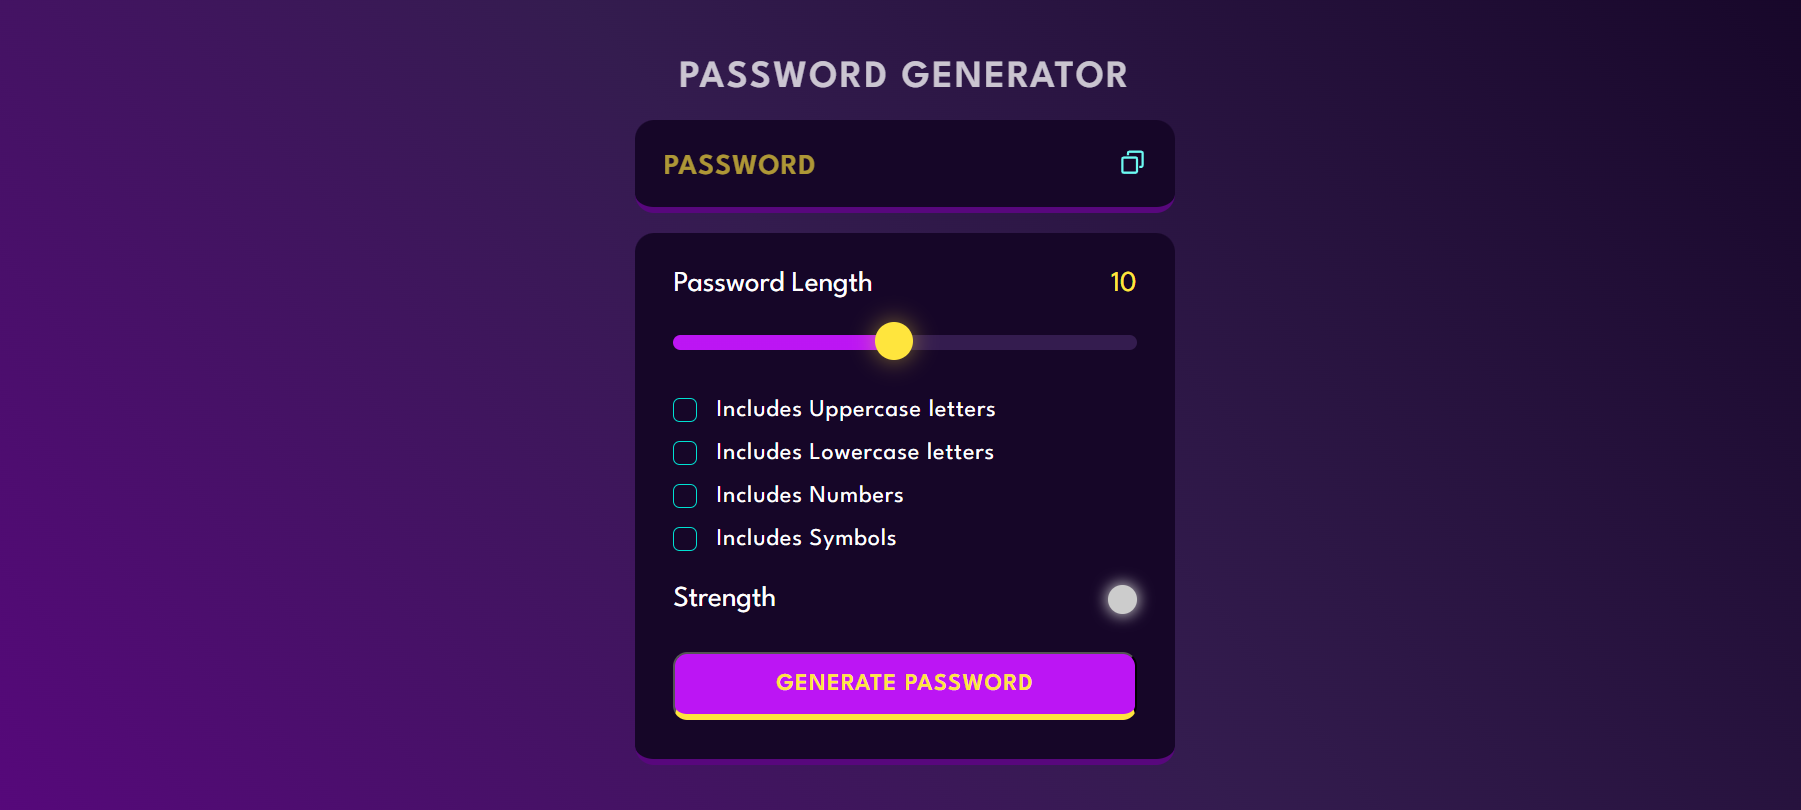 PASSWORD GENERATOR
PASSWORD
Password Length 10
Includes Uppercase letters
Includes Lowercase letters
Includes Numbers
Includes Symbols
Strength
GENERATE PASSWORD